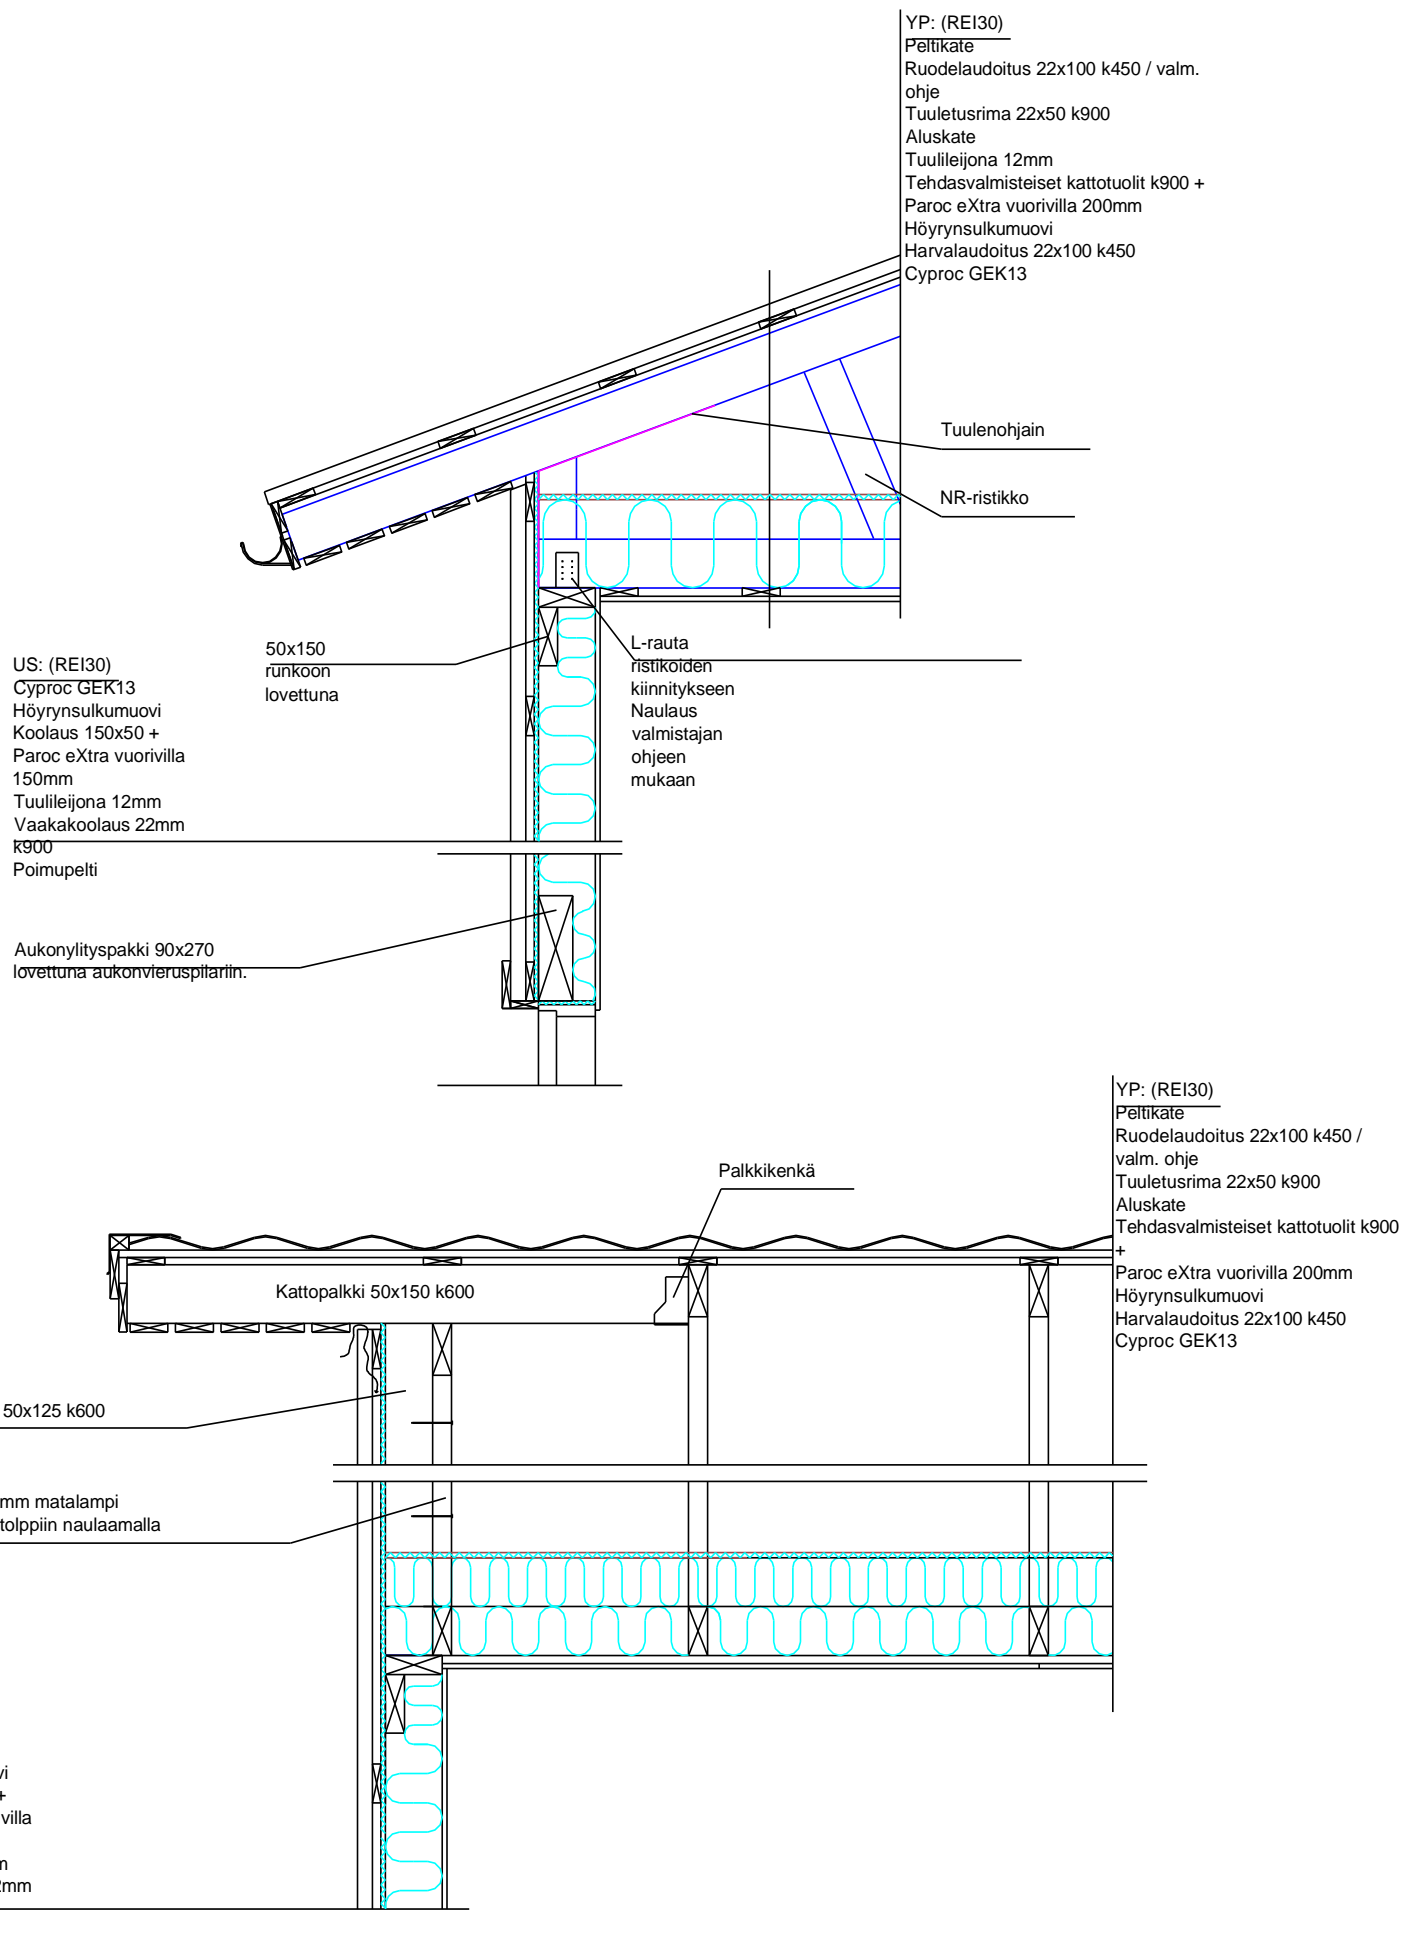 YP: (REI30)
Peltikate
Ruodelaudoitus 22x100 k450 / valm.
ohje
Tuuletusrima 22x50 k900
Aluskate
Tuulileijona 12mm
Tehdasvalmisteiset kattotuolit k900 +
Paroc eXtra vuorivilla 200mm
Höyrynsulkumuovi
Harvalaudoitus 22x100 k450
Cyproc GEK13
Tuulenohjain
NR-ristikko
50x150
runkoon
lovettuna
L-rauta
ristikoiden
kiinnitykseen
Naulaus
valmistajan
ohjeen
mukaan
US: (REI30)
Cyproc GEK13
Höyrynsulkumuovi
Koolaus 150x50 +
Paroc eXtra vuorivilla
150mm
Tuulileijona 12mm
Vaakakoolaus 22mm
k900
Poimupelti
Aukonylityspakki 90x270
lovettuna aukonvieruspilariin.
YP: (REI30)
Peltikate
Ruodelaudoitus 22x100 k450 /
valm. ohje
Tuuletusrima 22x50 k900
Aluskate
Tehdasvalmisteiset kattotuolit k900
+
Paroc eXtra vuorivilla 200mm
Höyrynsulkumuovi
Harvalaudoitus 22x100 k450
Cyproc GEK13
Palkkikenkä
Kattopalkki 50x150 k600
50x125 k600
mm matalampi
tolppiin naulaamalla
vi
+
villa
m
2mm